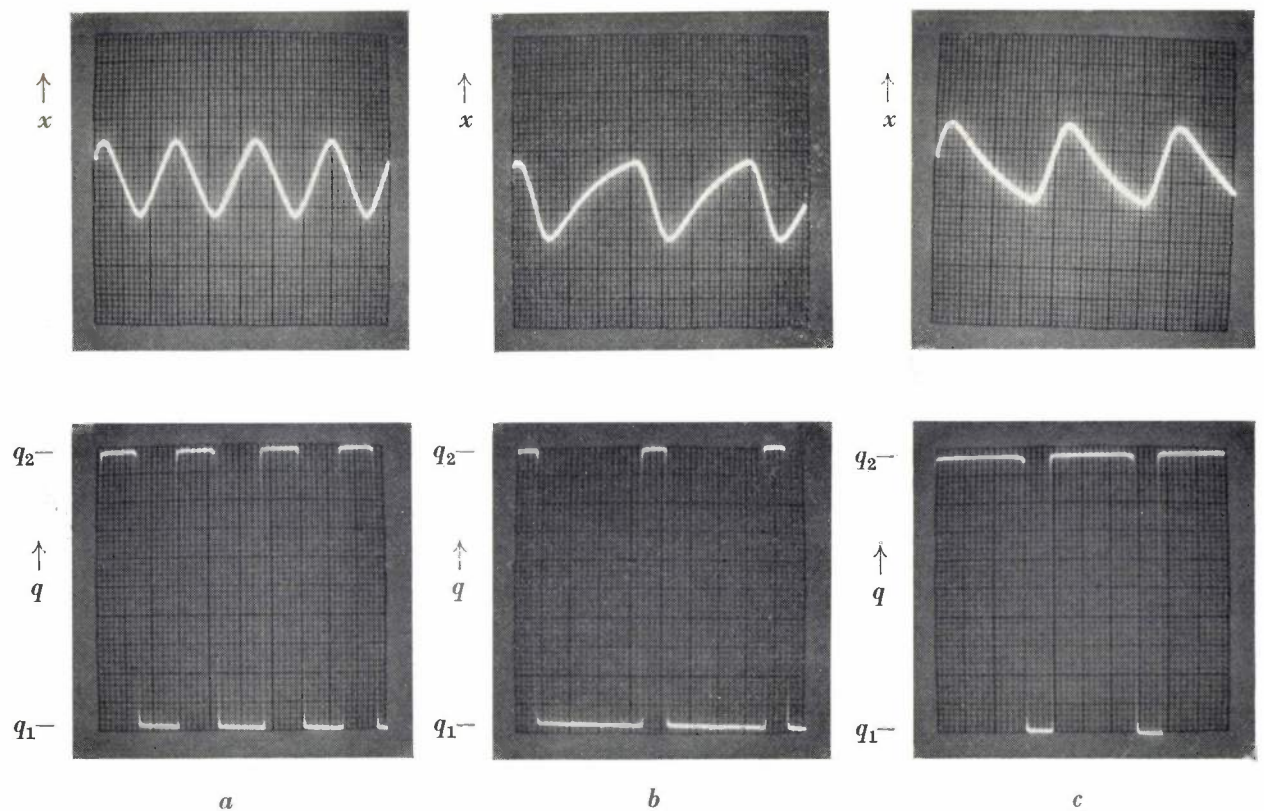 ↑ ↑ ↑
x x x
q₂— q₂— q₂—
↑ ↑ ↑
q q q
q₁— q₁— q₁—
a b c